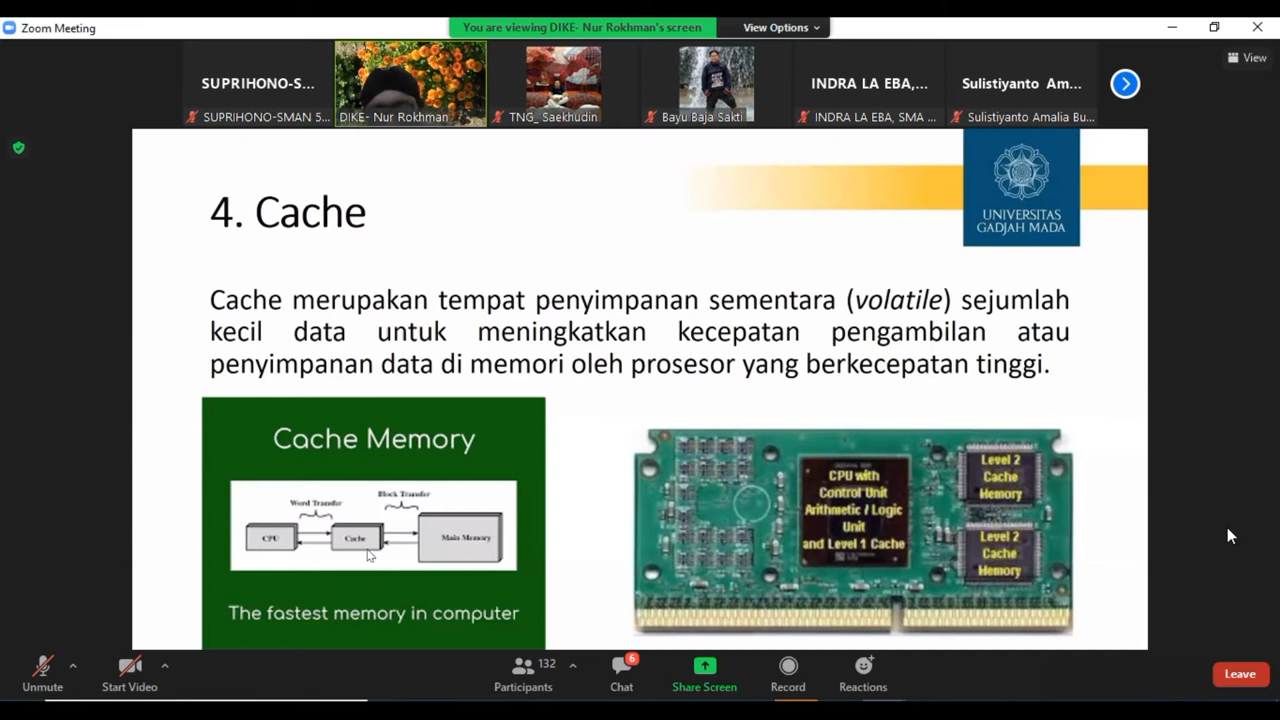 Zoom Meeting
You are viewing DIKE- Nur Rokhman's screen
View Options
View
SUPRIHONO-S...
SUPRIHONO-SMAN 5...
DIKE- Nur Rokhman
TNG_ Saekhudin
Bayu Baja Sakti
INDRA LA EBA,...
INDRA LA EBA, SMA ...
Sulistiyanto Am...
Sulistiyanto Amalia Bu...
UNIVERSITAS
GADJAH MADA
4. Cache
Cache merupakan tempat penyimpanan sementara (volatile) sejumlah
kecil data untuk meningkatkan kecepatan pengambilan atau
penyimpanan data di memori oleh prosesor yang berkecepatan tinggi.
Cache Memory
Word Transfer
Block Transfer
CPU
Cache
Main Memory
The fastest memory in computer
CPU with
Control Unit
Arithmetic / Logic
Unit
and Level 1 Cache
Level 2
Cache
Memory
Level 2
Cache
Memory
Unmute
Start Video
132
Participants
6
Chat
Share Screen
Record
Reactions
Leave